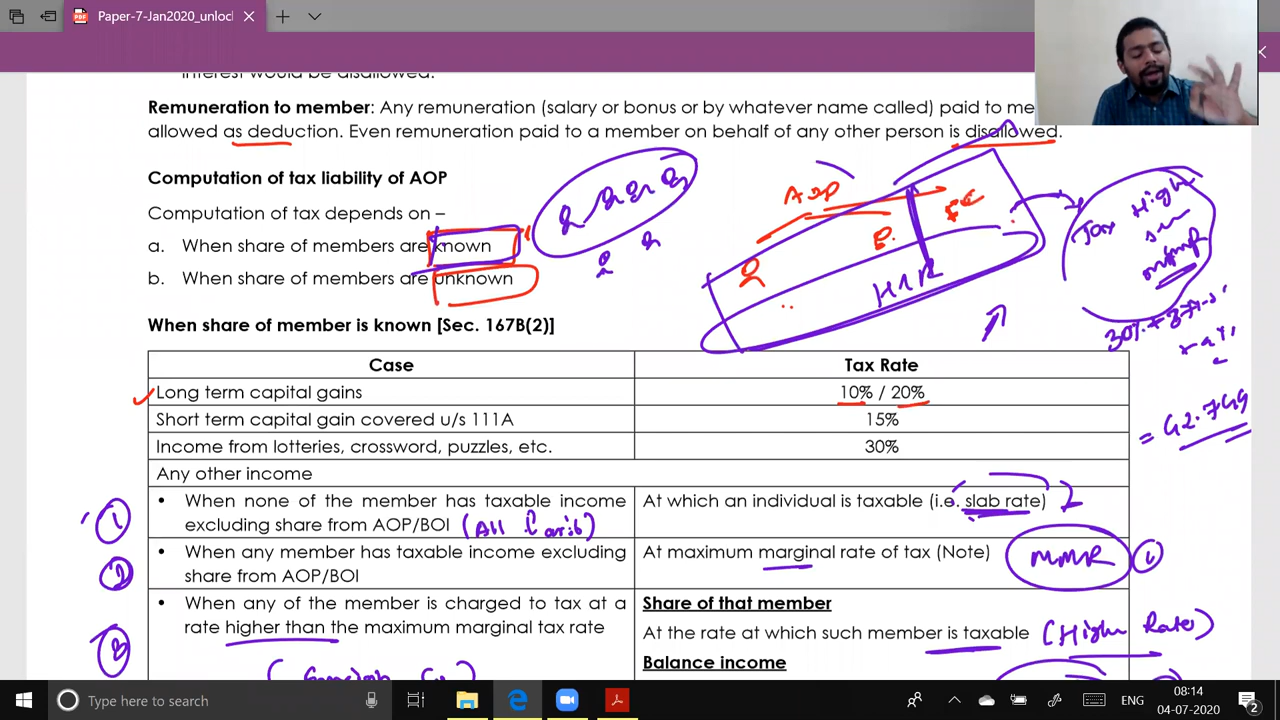 Paper-7-Jan2020_unlocl
interest would be disallowed.
Remuneration to member: Any remuneration (salary or bonus or by whatever name called) paid to me
allowed as deduction. Even remuneration paid to a member on behalf of any other person is disallowed.
Computation of tax liability of AOP
Computation of tax depends on –
a. When share of members are known
b. When share of members are unknown
AOP
Tax High
When share of member is known [Sec. 167B(2)]
Case Tax Rate
Long term capital gains 10% / 20%
Short term capital gain covered u/s 111A 15%
Income from lotteries, crossword, puzzles, etc. 30%
= 42.749
Any other income
1
• When none of the member has taxable income At which an individual is taxable (i.e. slab rate)
excluding share from AOP/BOI (All
2
When any member has taxable income excluding At maximum marginal rate of tax (Note) MMR
share from AOP/BOI
3
• When any of the member is charged to tax at a Share of that member
rate higher than the maximum marginal tax rate At the rate at which such member is taxable (Higher Rates)
Balance income
Type here to search
ENG
08:14
04-07-2020
2